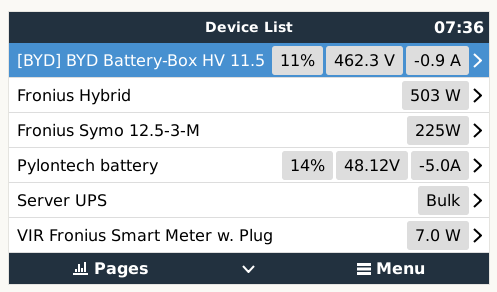 Device List 07:36
[BYD] BYD Battery-Box HV 11.5 11% 462.3 V -0.9 A
Fronius Hybrid 503 W
Fronius Symo 12.5-3-M 225W
Pylontech battery 14% 48.12V -5.0A
Server UPS Bulk
VIR Fronius Smart Meter w. Plug 7.0 W
Pages Menu